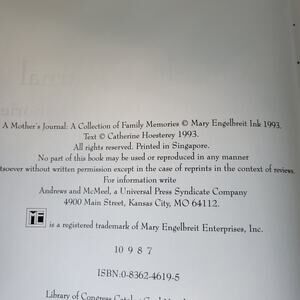 A Mother's Journal: A Collection of Family Memories © Mary Engelbreit Ink 1993.
Text © Catherine Hoesterey 1993.
All rights reserved. Printed in Singapore.
No part of this book may be used or reproduced in any manner
whatsoever without written permission except in the case of reprints in the context of reviews.
For information write
Andrews and McMeel, a Universal Press Syndicate Company
4900 Main Street, Kansas City, MO 64112.
is a registered trademark of Mary Engelbreit Enterprises, Inc.
10 9 8 7
ISBN:0-8362-4619-5
Library of Congress